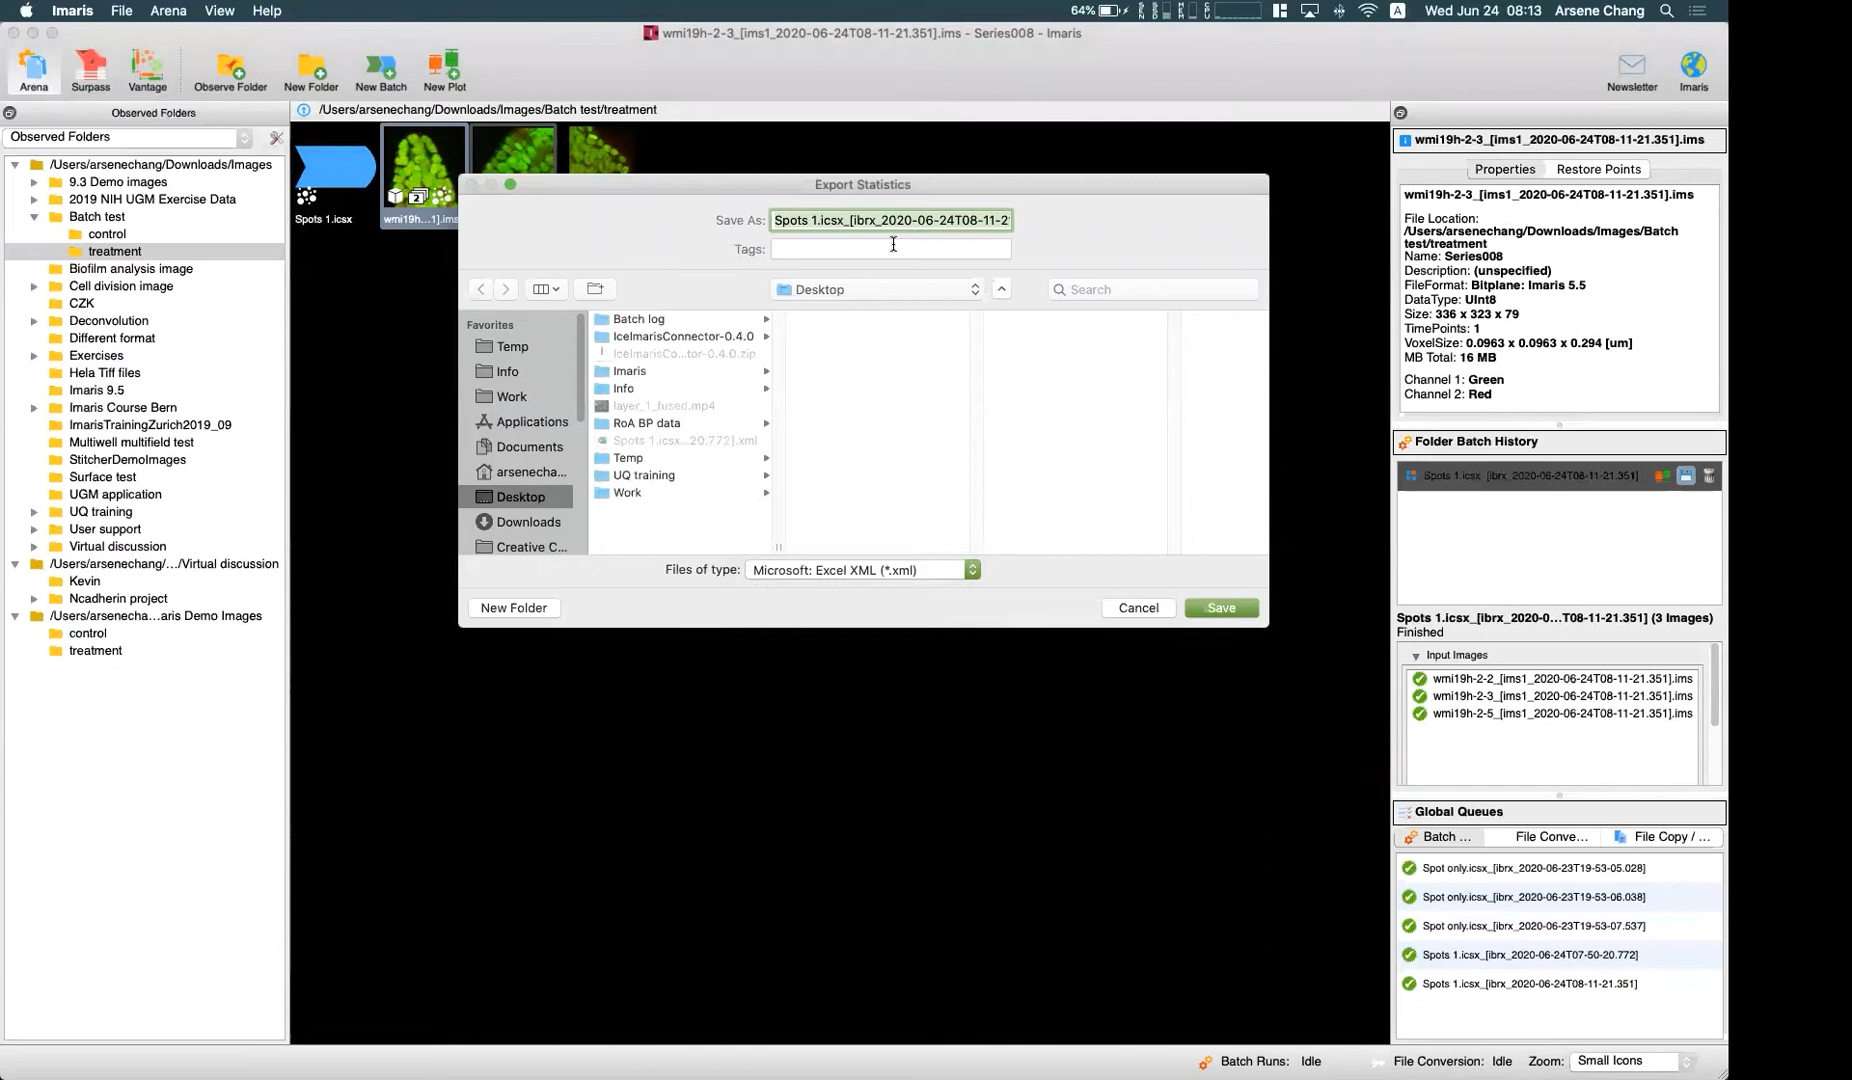 Imaris File Arena View Help
64% Wed Jun 24 08:13 Arsene Chang
wmi19h-2-3_[ims1_2020-06-24T08-11-21.351].ims - Series008 - Imaris
Arena Surpass Vantage Observe Folder New Folder New Batch New Plot Newsletter Imaris
Observed Folders
Observed Folders
/Users/arsenechang/Downloads/Images
9.3 Demo images
2019 NIH UGM Exercise Data
Batch test
control
treatment
Biofilm analysis image
Cell division image
CZK
Deconvolution
Different format
Exercises
Hela Tiff files
Imaris 9.5
Imaris Course Bern
ImarisTrainingZurich2019_09
Multiwell multifield test
StitcherDemoImages
Surface test
UGM application
UQ training
User support
Virtual discussion
/Users/arsenechang/.../Virtual discussion
Kevin
Ncadherin project
/Users/arsenecha...aris Demo Images
control
treatment
/Users/arsenechang/Downloads/Images/Batch test/treatment
Spots 1.icsx
2
wmi19h...1].ims
Export Statistics
Save As: Spots 1.icsx_[ibrx_2020-06-24T08-11-2
Tags:
Desktop
Search
Favorites
Temp
Info
Work
Applications
Documents
arsenecha...
Desktop
Downloads
Creative C...
Batch log
IceImarisConnector-0.4.0
IceImarisCo...tor-0.4.0.zip
Imaris
Info
layer_1_fused.mp4
RoA BP data
Spots 1.icsx...20.772].xml
Temp
UQ training
Work
Files of type: Microsoft: Excel XML (*.xml)
New Folder Cancel Save
wmi19h-2-3_[ims1_2020-06-24T08-11-21.351].ims
Properties Restore Points
wmi19h-2-3_[ims1_2020-06-24T08-11-21.351].ims
File Location:
/Users/arsenechang/Downloads/Images/Batch
test/treatment
Name: Series008
Description: (unspecified)
FileFormat: Bitplane: Imaris 5.5
DataType: UInt8
Size: 336 x 323 x 79
TimePoints: 1
VoxelSize: 0.0963 x 0.0963 x 0.294 [um]
MB Total: 16 MB
Channel 1: Green
Channel 2: Red
Folder Batch History
Spots 1.icsx_[ibrx_2020-06-24T08-11-21.351]
Spots 1.icsx_[ibrx_2020-0...T08-11-21.351] (3 Images)
Finished
Input Images
wmi19h-2-2_[ims1_2020-06-24T08-11-21.351].ims
wmi19h-2-3_[ims1_2020-06-24T08-11-21.351].ims
wmi19h-2-5_[ims1_2020-06-24T08-11-21.351].ims
Global Queues
Batch ... File Conve... File Copy / ...
Spot only.icsx_[ibrx_2020-06-23T19-53-05.028]
Spot only.icsx_[ibrx_2020-06-23T19-53-06.038]
Spot only.icsx_[ibrx_2020-06-23T19-53-07.537]
Spots 1.icsx_[ibrx_2020-06-24T07-50-20.772]
Spots 1.icsx_[ibrx_2020-06-24T08-11-21.351]
Batch Runs: Idle File Conversion: Idle Zoom: Small Icons